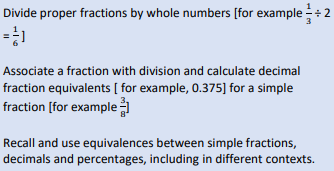 Divide proper fractions by whole numbers [for example 1/3 ÷ 2
= 1/6 ]
Associate a fraction with division and calculate decimal
fraction equivalents [ for example, 0.375] for a simple
fraction [for example 3/8]
Recall and use equivalences between simple fractions,
decimals and percentages, including in different contexts.